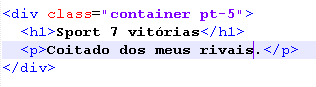 <div class="container pt-5">
<h1>Sport 7 vitórias</h1>
<p>Coitado dos meus rivais.</p>
</div>